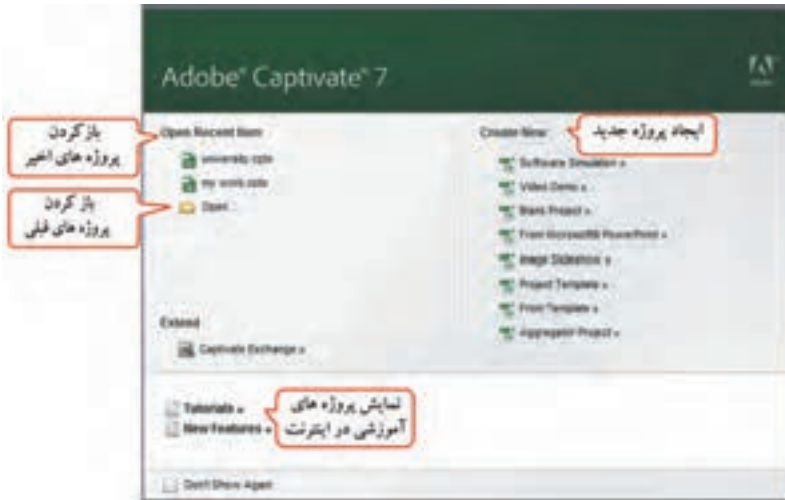 Adobe® Captivate® 7
Adobe
باز کردن
پروژه های اخیر
Open Recent Item
university.cptx
my work.cptx
Open...
باز کردن
پروژه های قبلی
Create New
ایجاد پروژه جدید
Software Simulation »
Video Demo »
Blank Project »
From Microsoft® PowerPoint »
Image Slideshow »
Project Template »
From Template »
Aggregator Project »
Extend
Captivate Exchange »
Tutorials »
New Features »
نمایش پروژه های
آموزشی در اینترنت
Don't Show Again